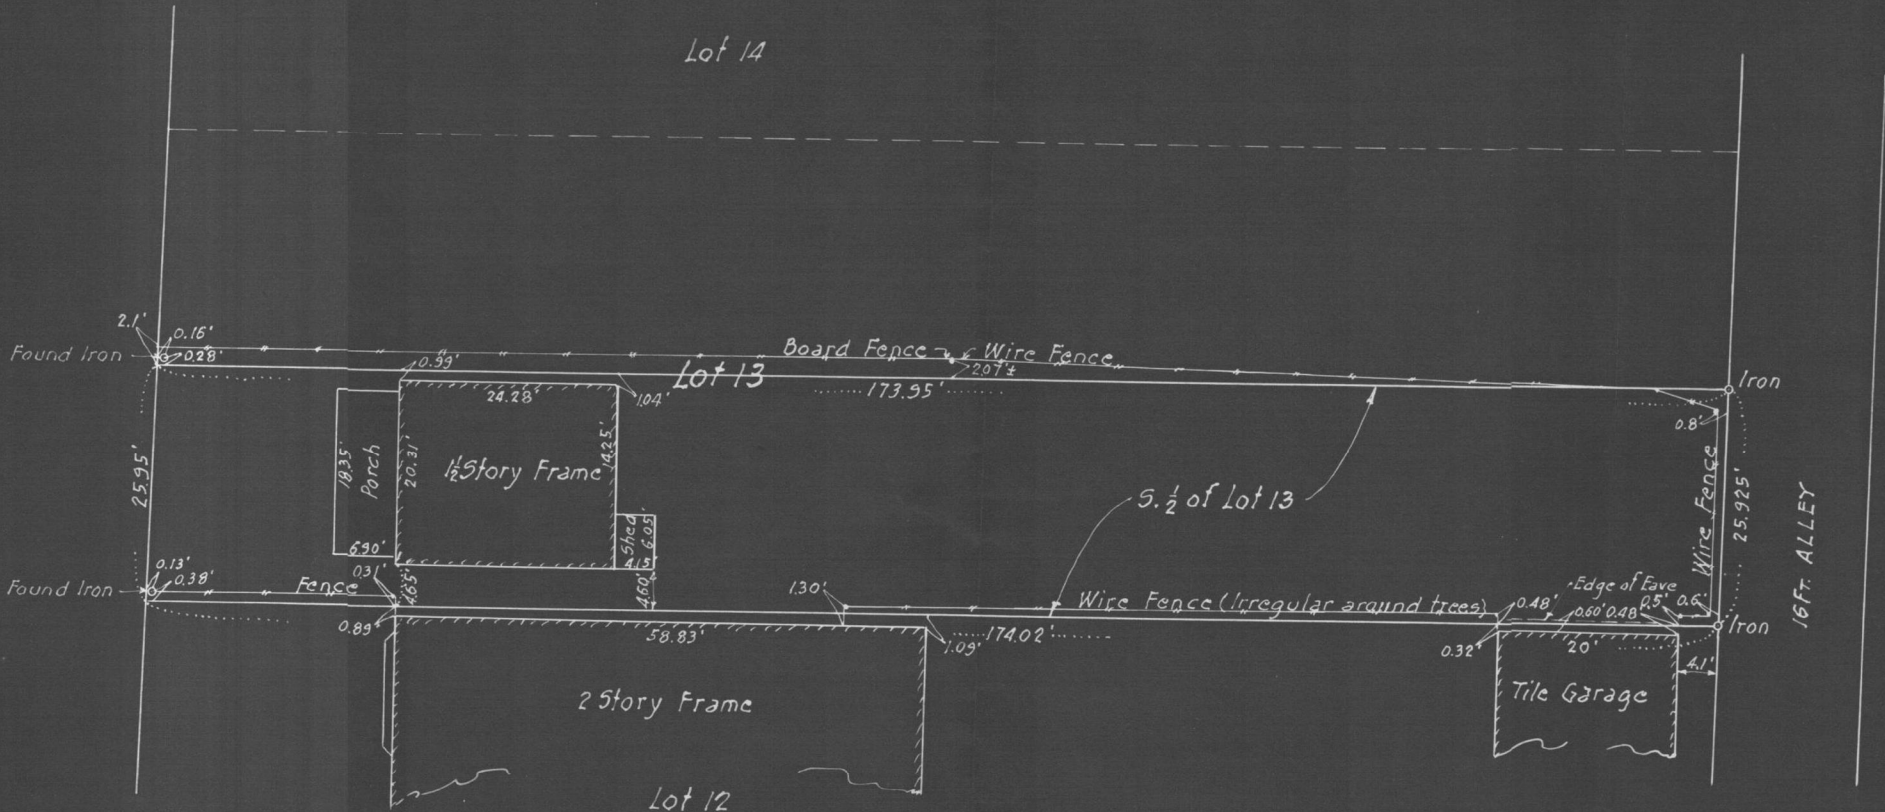 Lot 14
2.1'
0.16'
Found Iron
0.28'
0.99'
Board Fence
Wire Fence
2.07'±
Lot 13
173.95'
1.04'
Iron
24.28'
0.8'
25.95'
18.35'
Porch
20.31'
1½ Story Frame
14.25'
S. ½ of Lot 13
Wire Fence
25.925'
16 FT. ALLEY
Shed
6.05'
4.15'
6.90'
0.13'
0.38'
Found Iron
Fence
0.31'
4.65'
4.60'
1.30'
Wire Fence (Irregular around trees)
0.48'
Edge of Eave
0.60'
0.48'
0.5'
0.6'
Iron
0.89'
58.83'
1.09'
174.02'
0.32'
20'
4.1'
2 Story Frame
Tile Garage
Lot 12